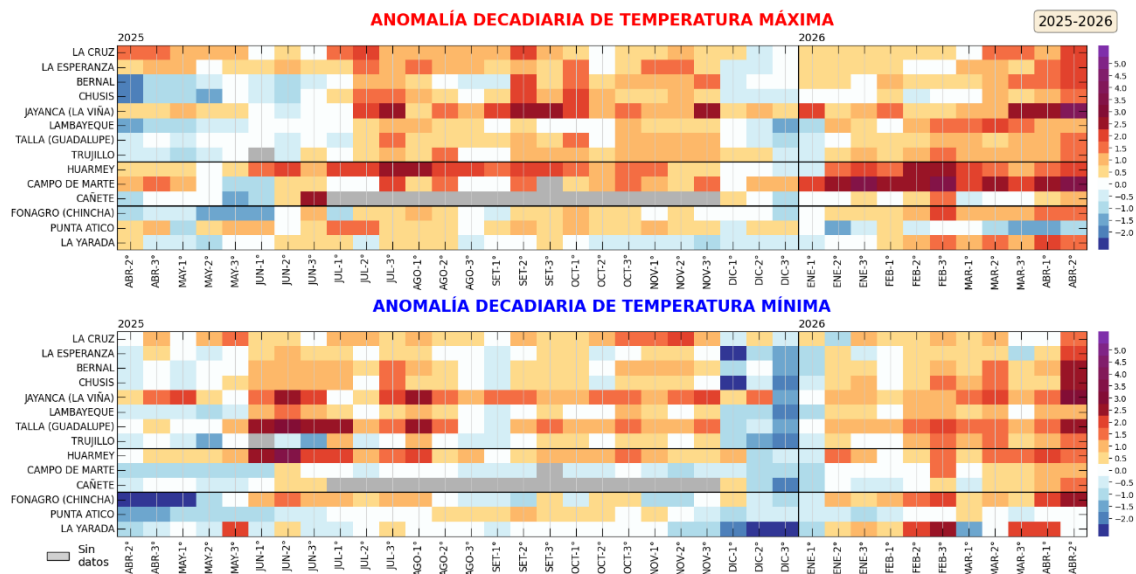 ANOMALÍA DECADIARIA DE TEMPERATURA MÁXIMA
2025-2026
2025
2026
LA CRUZ
LA ESPERANZA
BERNAL
CHUSIS
JAYANCA (LA VIÑA)
LAMBAYEQUE
TALLA (GUADALUPE)
TRUJILLO
HUARMEY
CAMPO DE MARTE
CAÑETE
FONAGRO (CHINCHA)
PUNTA ATICO
LA YARADA
5.0
4.5
4.0
3.5
3.0
2.5
2.0
1.5
1.0
0.5
0.0
−0.5
−1.0
−1.5
−2.0
ABR-2°
ABR-3°
MAY-1°
MAY-2°
MAY-3°
JUN-1°
JUN-2°
JUN-3°
JUL-1°
JUL-2°
JUL-3°
AGO-1°
AGO-2°
AGO-3°
SET-1°
SET-2°
SET-3°
OCT-1°
OCT-2°
OCT-3°
NOV-1°
NOV-2°
NOV-3°
DIC-1°
DIC-2°
DIC-3°
ENE-1°
ENE-2°
ENE-3°
FEB-1°
FEB-2°
FEB-3°
MAR-1°
MAR-2°
MAR-3°
ABR-1°
ABR-2°
ANOMALÍA DECADIARIA DE TEMPERATURA MÍNIMA
2025
2026
LA CRUZ
LA ESPERANZA
BERNAL
CHUSIS
JAYANCA (LA VIÑA)
LAMBAYEQUE
TALLA (GUADALUPE)
TRUJILLO
HUARMEY
CAMPO DE MARTE
CAÑETE
FONAGRO (CHINCHA)
PUNTA ATICO
LA YARADA
5.0
4.5
4.0
3.5
3.0
2.5
2.0
1.5
1.0
0.5
0.0
−0.5
−1.0
−1.5
−2.0
Sin
datos
ABR-2°
ABR-3°
MAY-1°
MAY-2°
MAY-3°
JUN-1°
JUN-2°
JUN-3°
JUL-1°
JUL-2°
JUL-3°
AGO-1°
AGO-2°
AGO-3°
SET-1°
SET-2°
SET-3°
OCT-1°
OCT-2°
OCT-3°
NOV-1°
NOV-2°
NOV-3°
DIC-1°
DIC-2°
DIC-3°
ENE-1°
ENE-2°
ENE-3°
FEB-1°
FEB-2°
FEB-3°
MAR-1°
MAR-2°
MAR-3°
ABR-1°
ABR-2°